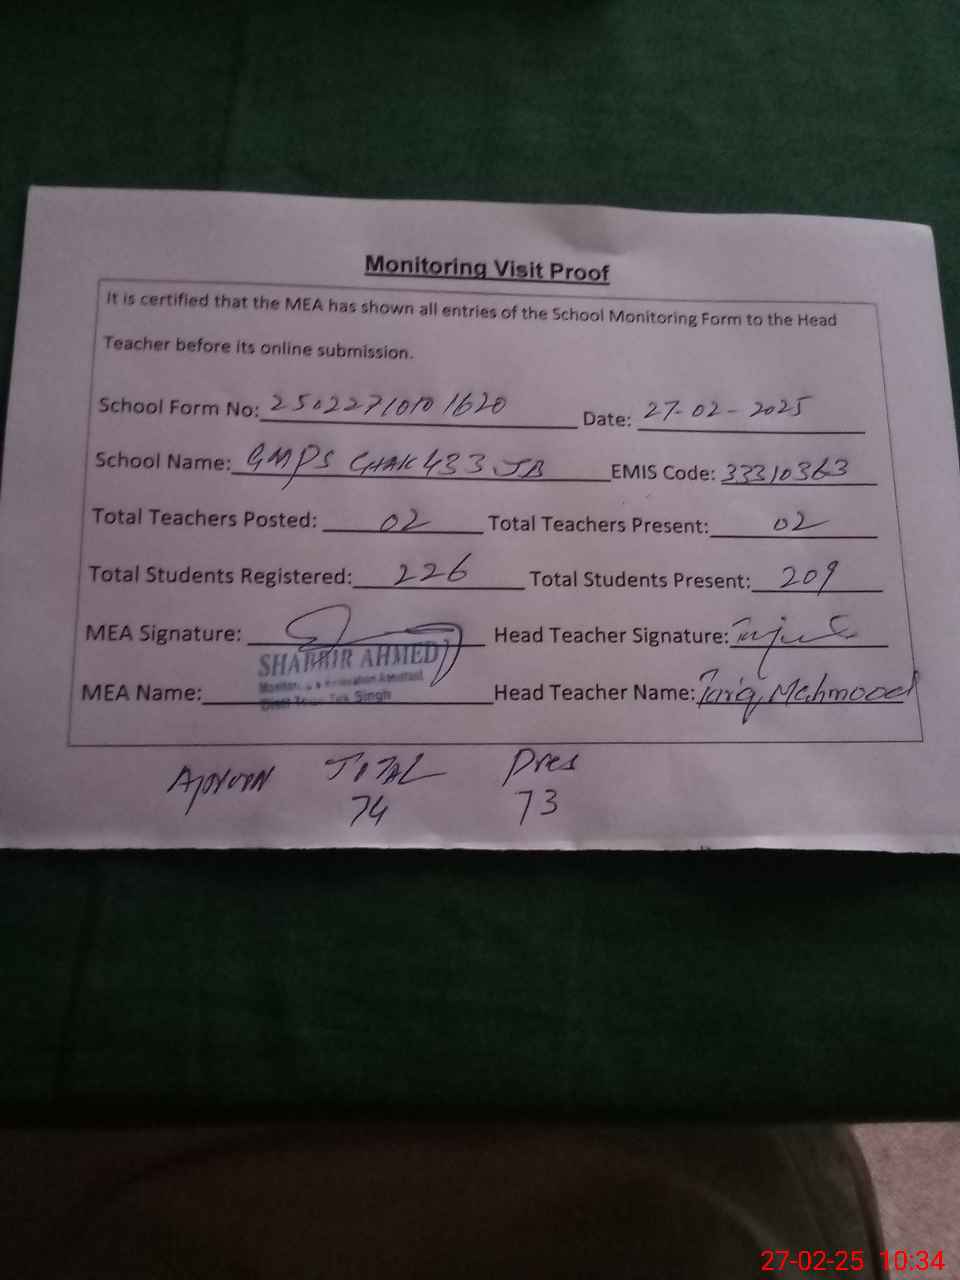 Monitoring Visit Proof
It is certified that the MEA has shown all entries of the School Monitoring Form to the Head
Teacher before its online submission.
School Form No: 25022710101620 Date: 27-02-2025
School Name: GMPS CHAK 433 JB EMIS Code: 33310363
Total Teachers Posted: 02 Total Teachers Present: 02
Total Students Registered: 226 Total Students Present: 209
MEA Signature: Head Teacher Signature:
SHABBIR AHMED
MEA Name: Head Teacher Name: Tariq Mehmood
Singh
TOTAL Pres
74 73
27-02-25 10:34